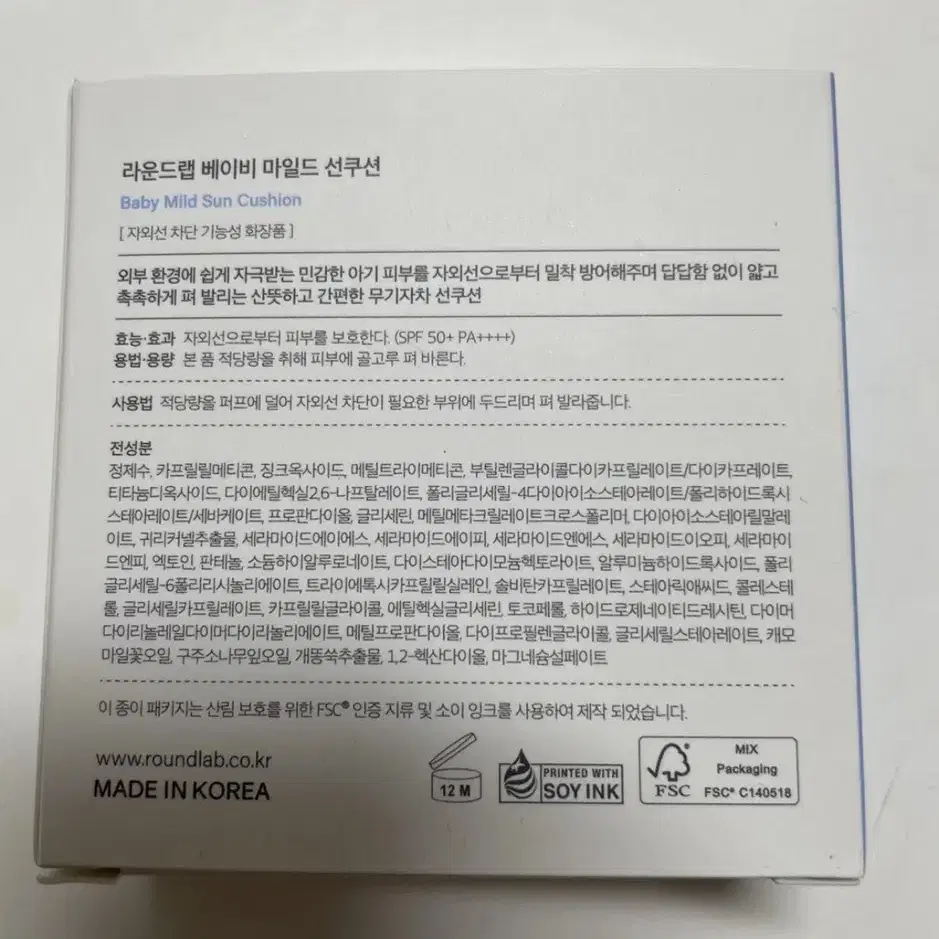 라운드랩 베이비 마일드 선쿠션
Baby Mild Sun Cushion
[ 자외선 차단 기능성 화장품 ]
외부 환경에 쉽게 자극받는 민감한 아기 피부를 자외선으로부터 밀착 방어해주며 답답함 없이 얇고
촉촉하게 펴 발리는 산뜻하고 간편한 무기자차 선쿠션
효능·효과 자외선으로부터 피부를 보호한다. (SPF 50+ PA++++)
용법·용량 본 품 적당량을 취해 피부에 골고루 펴 바른다.
사용법 적당량을 퍼프에 덜어 자외선 차단이 필요한 부위에 두드리며 펴 발라줍니다.
전성분
정제수, 카프릴릴메티콘, 징크옥사이드, 메틸트라이메티콘, 부틸렌글라이콜다이카프릴레이트/다이카프레이트,
티타늄디옥사이드, 다이에틸헥실2,6-나프탈레이트, 폴리글리세릴-4다이아이소스테아레이트/폴리하이드록시
스테아레이트/세바케이트, 프로판다이올, 글리세린, 메틸메타크릴레이트크로스폴리머, 다이아이소스테아릴말레
이트, 귀리커넬추출물, 세라마이드에이에스, 세라마이드에이피, 세라마이드엔에스, 세라마이드이오피, 세라마이
드엔피, 엑토인, 판테놀, 소듐하이알루로네이트, 다이스테아다이모늄헥토라이트, 알루미늄하이드록사이드, 폴리
글리세릴-6폴리리시놀리에이트, 트라이에톡시카프릴릴실레인, 솔비탄카프릴레이트, 스테아릭애씨드, 콜레스테
롤, 글리세릴카프릴레이트, 카프릴릴글라이콜, 에틸헥실글리세린, 토코페롤, 하이드로제네이티드레시틴, 다이머
다이리놀레일다이머다이리놀리에이트, 메틸프로판다이올, 다이프로필렌글라이콜, 글리세릴스테아레이트, 캐모
마일꽃오일, 구주소나무잎오일, 개똥쑥추출물, 1,2-헥산다이올, 마그네슘설페이트
이 종이 패키지는 산림 보호를 위한 FSC® 인증 지류 및 소이 잉크를 사용하여 제작 되었습니다.
www.roundlab.co.kr
MADE IN KOREA
12 M
PRINTED WITH
SOY INK
FSC
MIX
Packaging
FSC® C140518